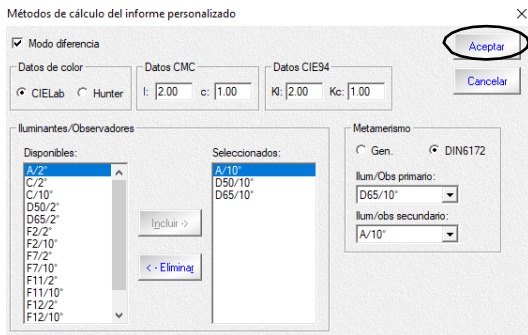 Métodos de cálculo del informe personalizado
Modo diferencia
Aceptar
Cancelar
Datos de color
CIELab
Hunter
Datos CMC
l: 2.00
c: 1.00
Datos CIE94
Kl: 2.00
Kc: 1.00
Iluminantes/Observadores
Disponibles:
A/2°
C/2°
C/10°
D50/2°
D65/2°
F2/2°
F2/10°
F7/2°
F7/10°
F11/2°
F11/10°
F12/2°
F12/10°
Incluir ->
<- Eliminar
Seleccionados:
A/10°
D50/10°
D65/10°
Metamerismo
Gen.
DIN6172
Ilum/Obs primario:
D65/10°
Ilum/obs secundario:
A/10°